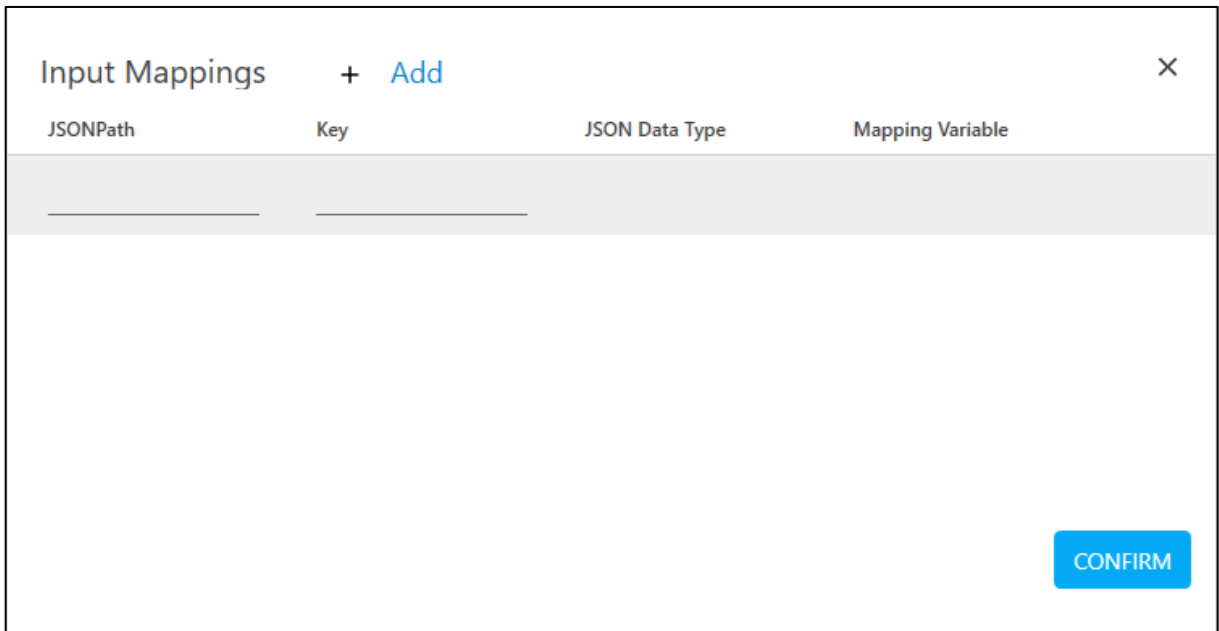 Input Mappings + Add ×
JSONPath Key JSON Data Type Mapping Variable
CONFIRM